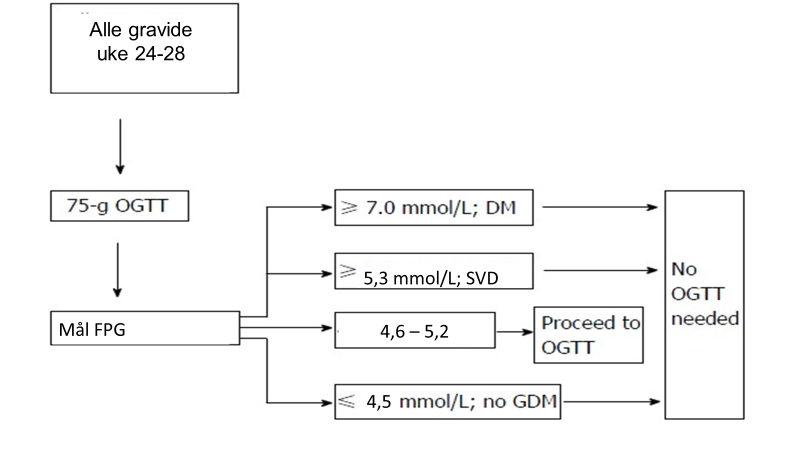 Alle gravide
uke 24-28
75-g OGTT
⩾ 7.0 mmol/L; DM
⩾ 5,3 mmol/L; SVD
No
OGTT
needed
Mål FPG
4,6 – 5,2
Proceed to
OGTT
⩽ 4,5 mmol/L; no GDM